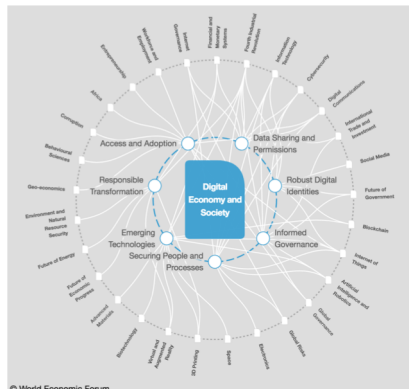 Financial and
Monetary
Systems
Fourth Industrial
Revolution
Information
Technology
Cybersecurity
Digital
Communications
International
Trade and
Investment
Social Media
Future of
Government
Blockchain
Internet of
Things
Artificial
Intelligence and
Robotics
Global
Governance
Global Risks
Electronics
Space
3D Printing
Virtual and
Augmented
Reality
Biotechnology
Advanced
Materials
Future of
Economic
Progress
Future of Energy
Environment and
Natural
Resource
Security
Geo-economics
Behavioural
Sciences
Corruption
Africa
Entrepreneurship
Workforce and
Employment
Internet
Governance
Access and Adoption
Data Sharing and
Permissions
Responsible
Transformation
Robust Digital
Identities
Digital
Economy and
Society
Emerging
Technologies
Informed
Governance
Securing People and
Processes
© World Economic Forum